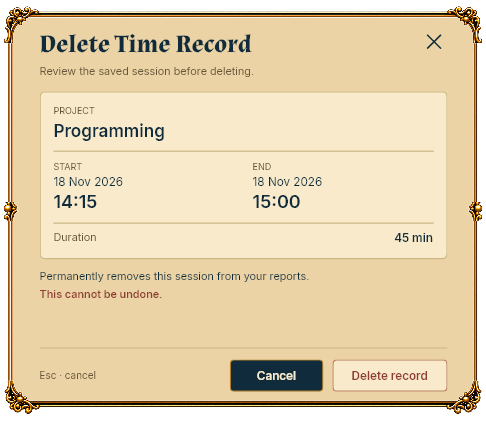 Delete Time Record
Review the saved session before deleting.
PROJECT
Programming
START END
18 Nov 2026 18 Nov 2026
14:15 15:00
Duration 45 min
Permanently removes this session from your reports.
This cannot be undone.
Esc · cancel Cancel Delete record